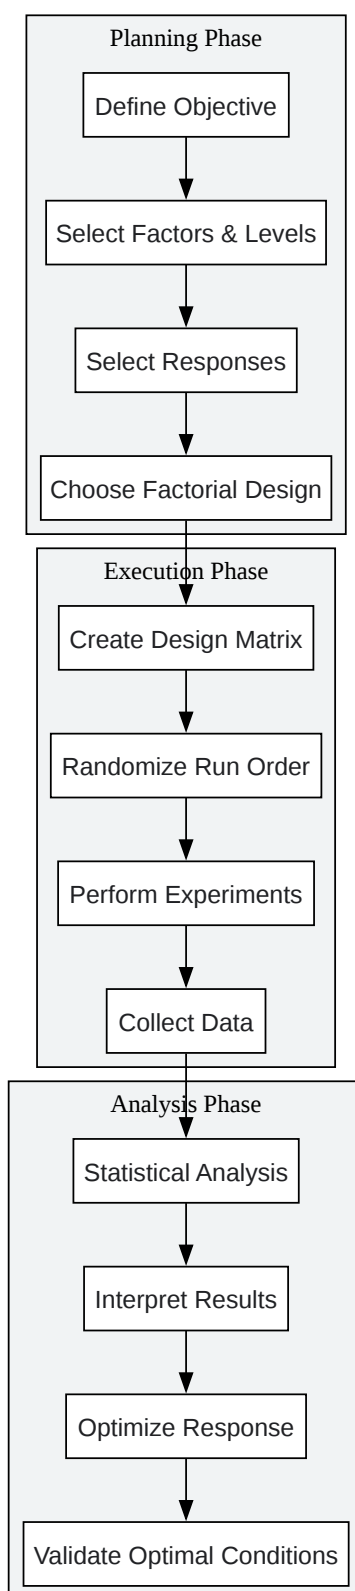 Planning Phase
Define Objective
Select Factors & Levels
Select Responses
Choose Factorial Design
Execution Phase
Create Design Matrix
Randomize Run Order
Perform Experiments
Collect Data
Analysis Phase
Statistical Analysis
Interpret Results
Optimize Response
Validate Optimal Conditions